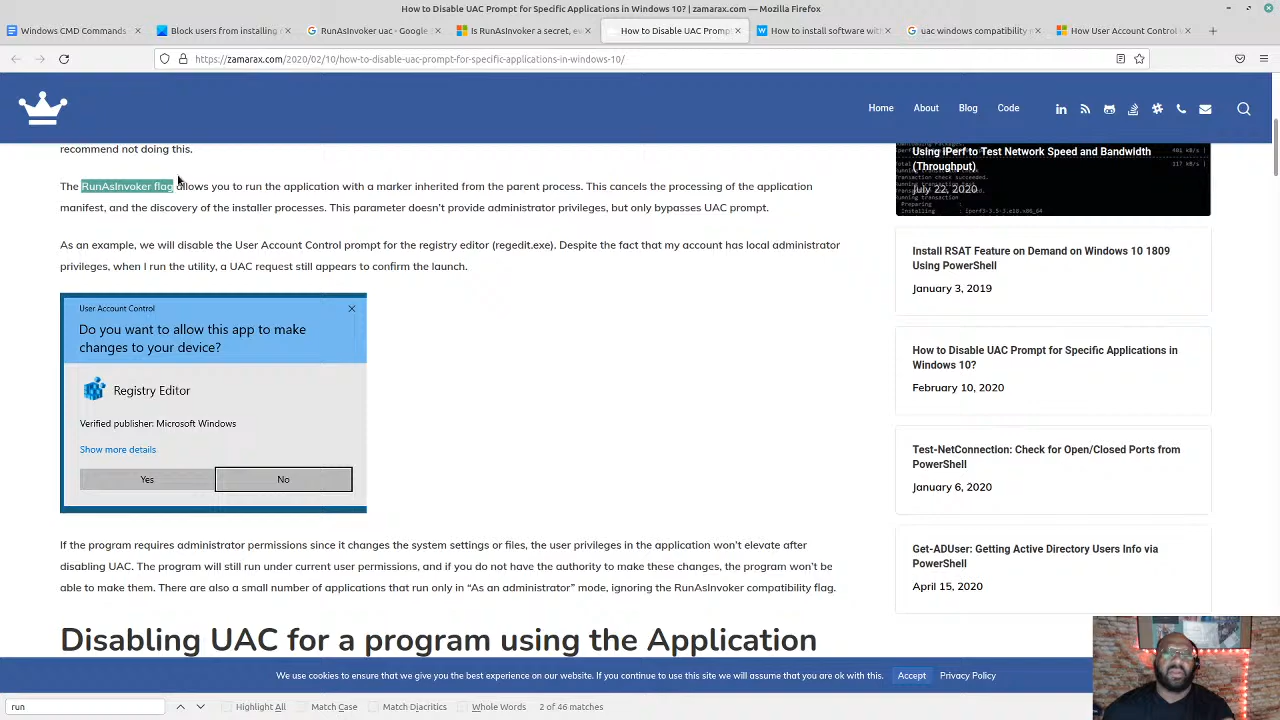 How to Disable UAC Prompt for Specific Applications in Windows 10? | zamarax.com — Mozilla Firefox
Windows CMD Commands
Block users from installing
RunAsInvoker uac - Google
Is RunAsInvoker a secret, e
How to Disable UAC Prompt
How to install software wit
uac windows compatibility
How User Account Control
https://zamarax.com/2020/02/10/how-to-disable-uac-prompt-for-specific-applications-in-windows-10/
Home About Blog Code
recommend not doing this.
The RunAsInvoker flag allows you to run the application with a marker inherited from the parent process. This cancels the processing of the application
manifest, and the discovery of installer processes. This parameter doesn't provide administrator privileges, but only bypasses UAC prompt.
As an example, we will disable the User Account Control prompt for the registry editor (regedit.exe). Despite the fact that my account has local administrator
privileges, when I run the utility, a UAC request still appears to confirm the launch.
User Account Control
Do you want to allow this app to make
changes to your device?
Registry Editor
Verified publisher: Microsoft Windows
Show more details
Yes No
If the program requires administrator permissions since it changes the system settings or files, the user privileges in the application won't elevate after
disabling UAC. The program will still run under current user permissions, and if you do not have the authority to make these changes, the program won't be
able to make them. There are also a small number of applications that run only in "As an administrator" mode, ignoring the RunAsInvoker compatibility flag.
Disabling UAC for a program using the Application
Using iPerf to Test Network Speed and Bandwidth
(Throughput)
July 22, 2020
Install RSAT Feature on Demand on Windows 10 1809
Using PowerShell
January 3, 2019
How to Disable UAC Prompt for Specific Applications in
Windows 10?
February 10, 2020
Test-NetConnection: Check for Open/Closed Ports from
PowerShell
January 6, 2020
Get-ADUser: Getting Active Directory Users Info via
PowerShell
April 15, 2020
We use cookies to ensure that we give you the best experience on our website. If you continue to use this site we will assume that you are ok with this.
Accept
Privacy Policy
run
Highlight All Match Case Match Diacritics Whole Words 2 of 46 matches